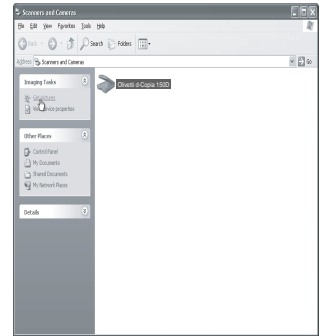 Scanners and Cameras
File Edit View Favorites Tools Help
Back Search Folders
Address Scanners and Cameras Go
Imaging Tasks
Olivetti d-Copia 150D
Get pictures
View device properties
Other Places
Control Panel
My Documents
Shared Documents
My Network Places
Details